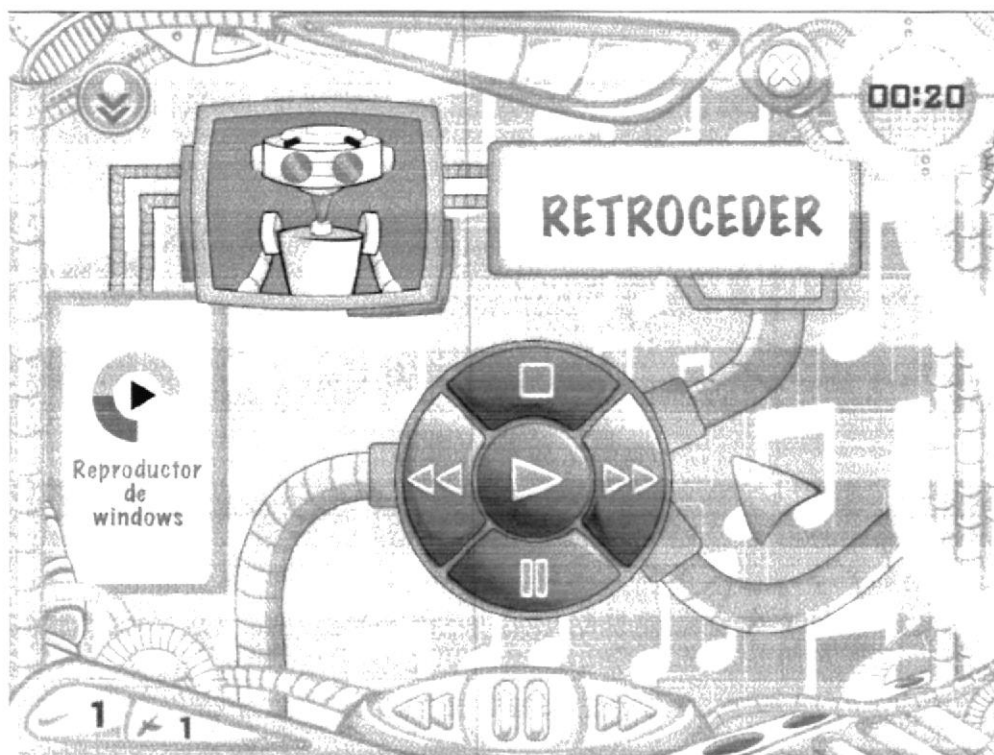 00:20
RETROCEDER
Reproductor
de
windows
1
1